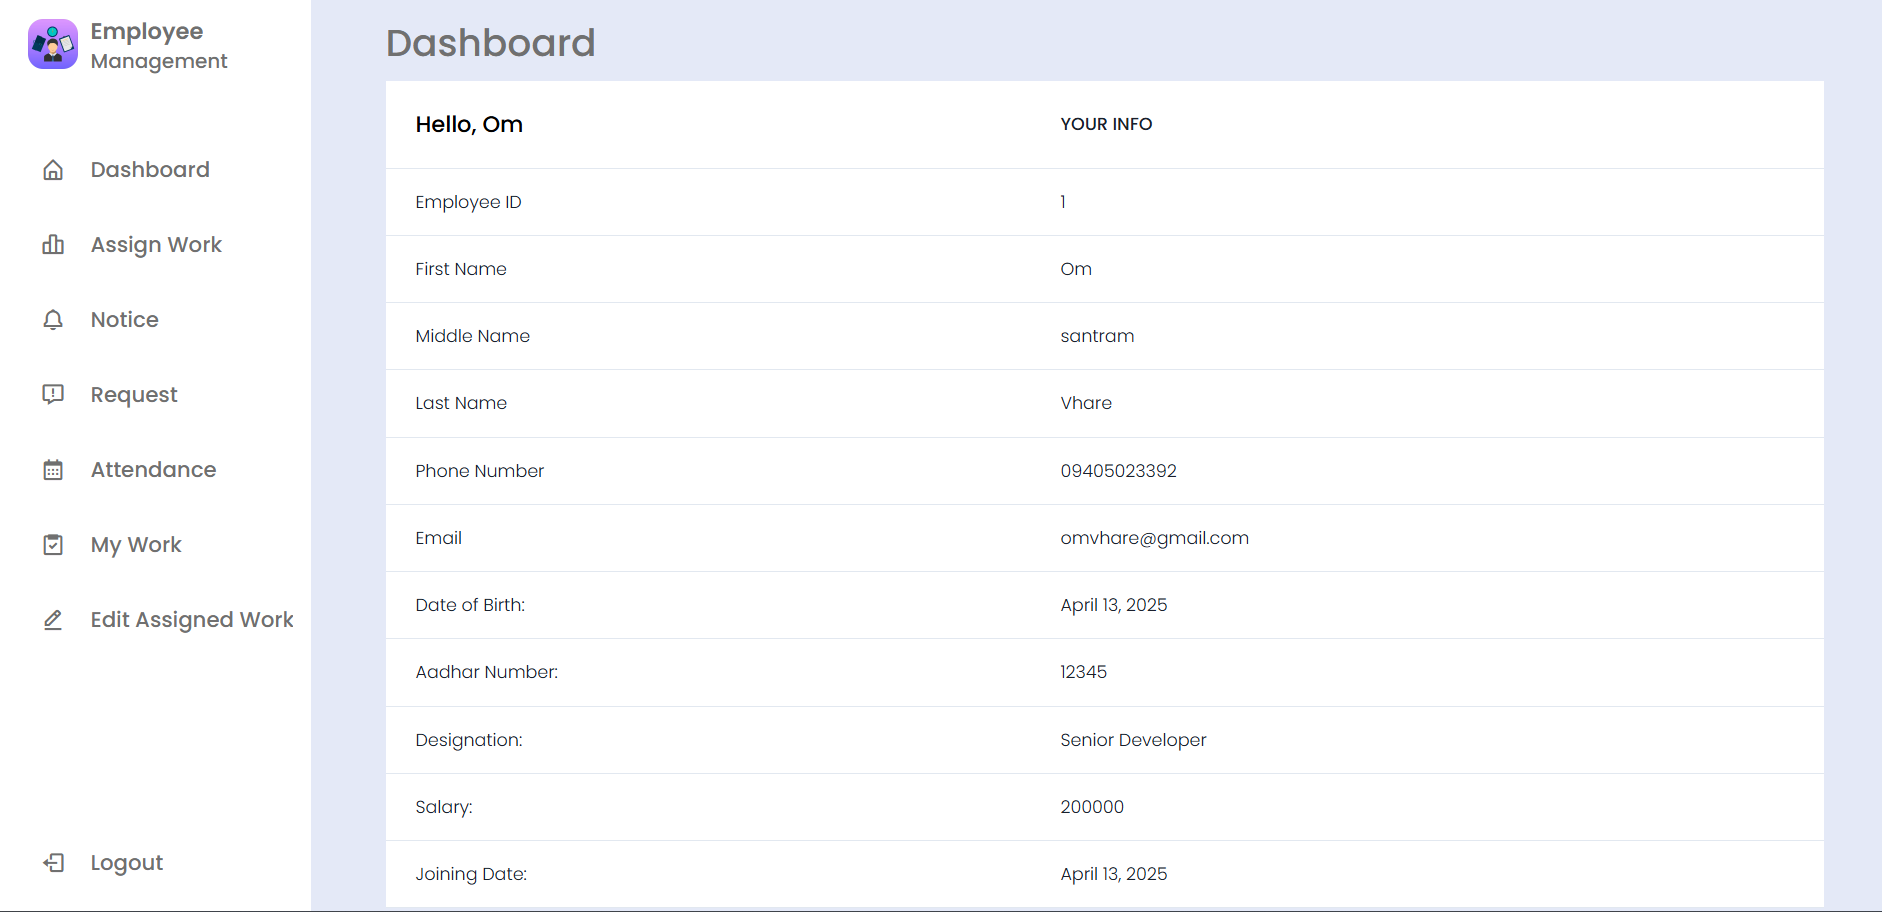 Employee
Management
Dashboard
Assign Work
Notice
Request
Attendance
My Work
Edit Assigned Work
Logout
Dashboard
Hello, Om YOUR INFO
Employee ID 1
First Name Om
Middle Name santram
Last Name Vhare
Phone Number 09405023392
Email omvhare@gmail.com
Date of Birth: April 13, 2025
Aadhar Number: 12345
Designation: Senior Developer
Salary: 200000
Joining Date: April 13, 2025